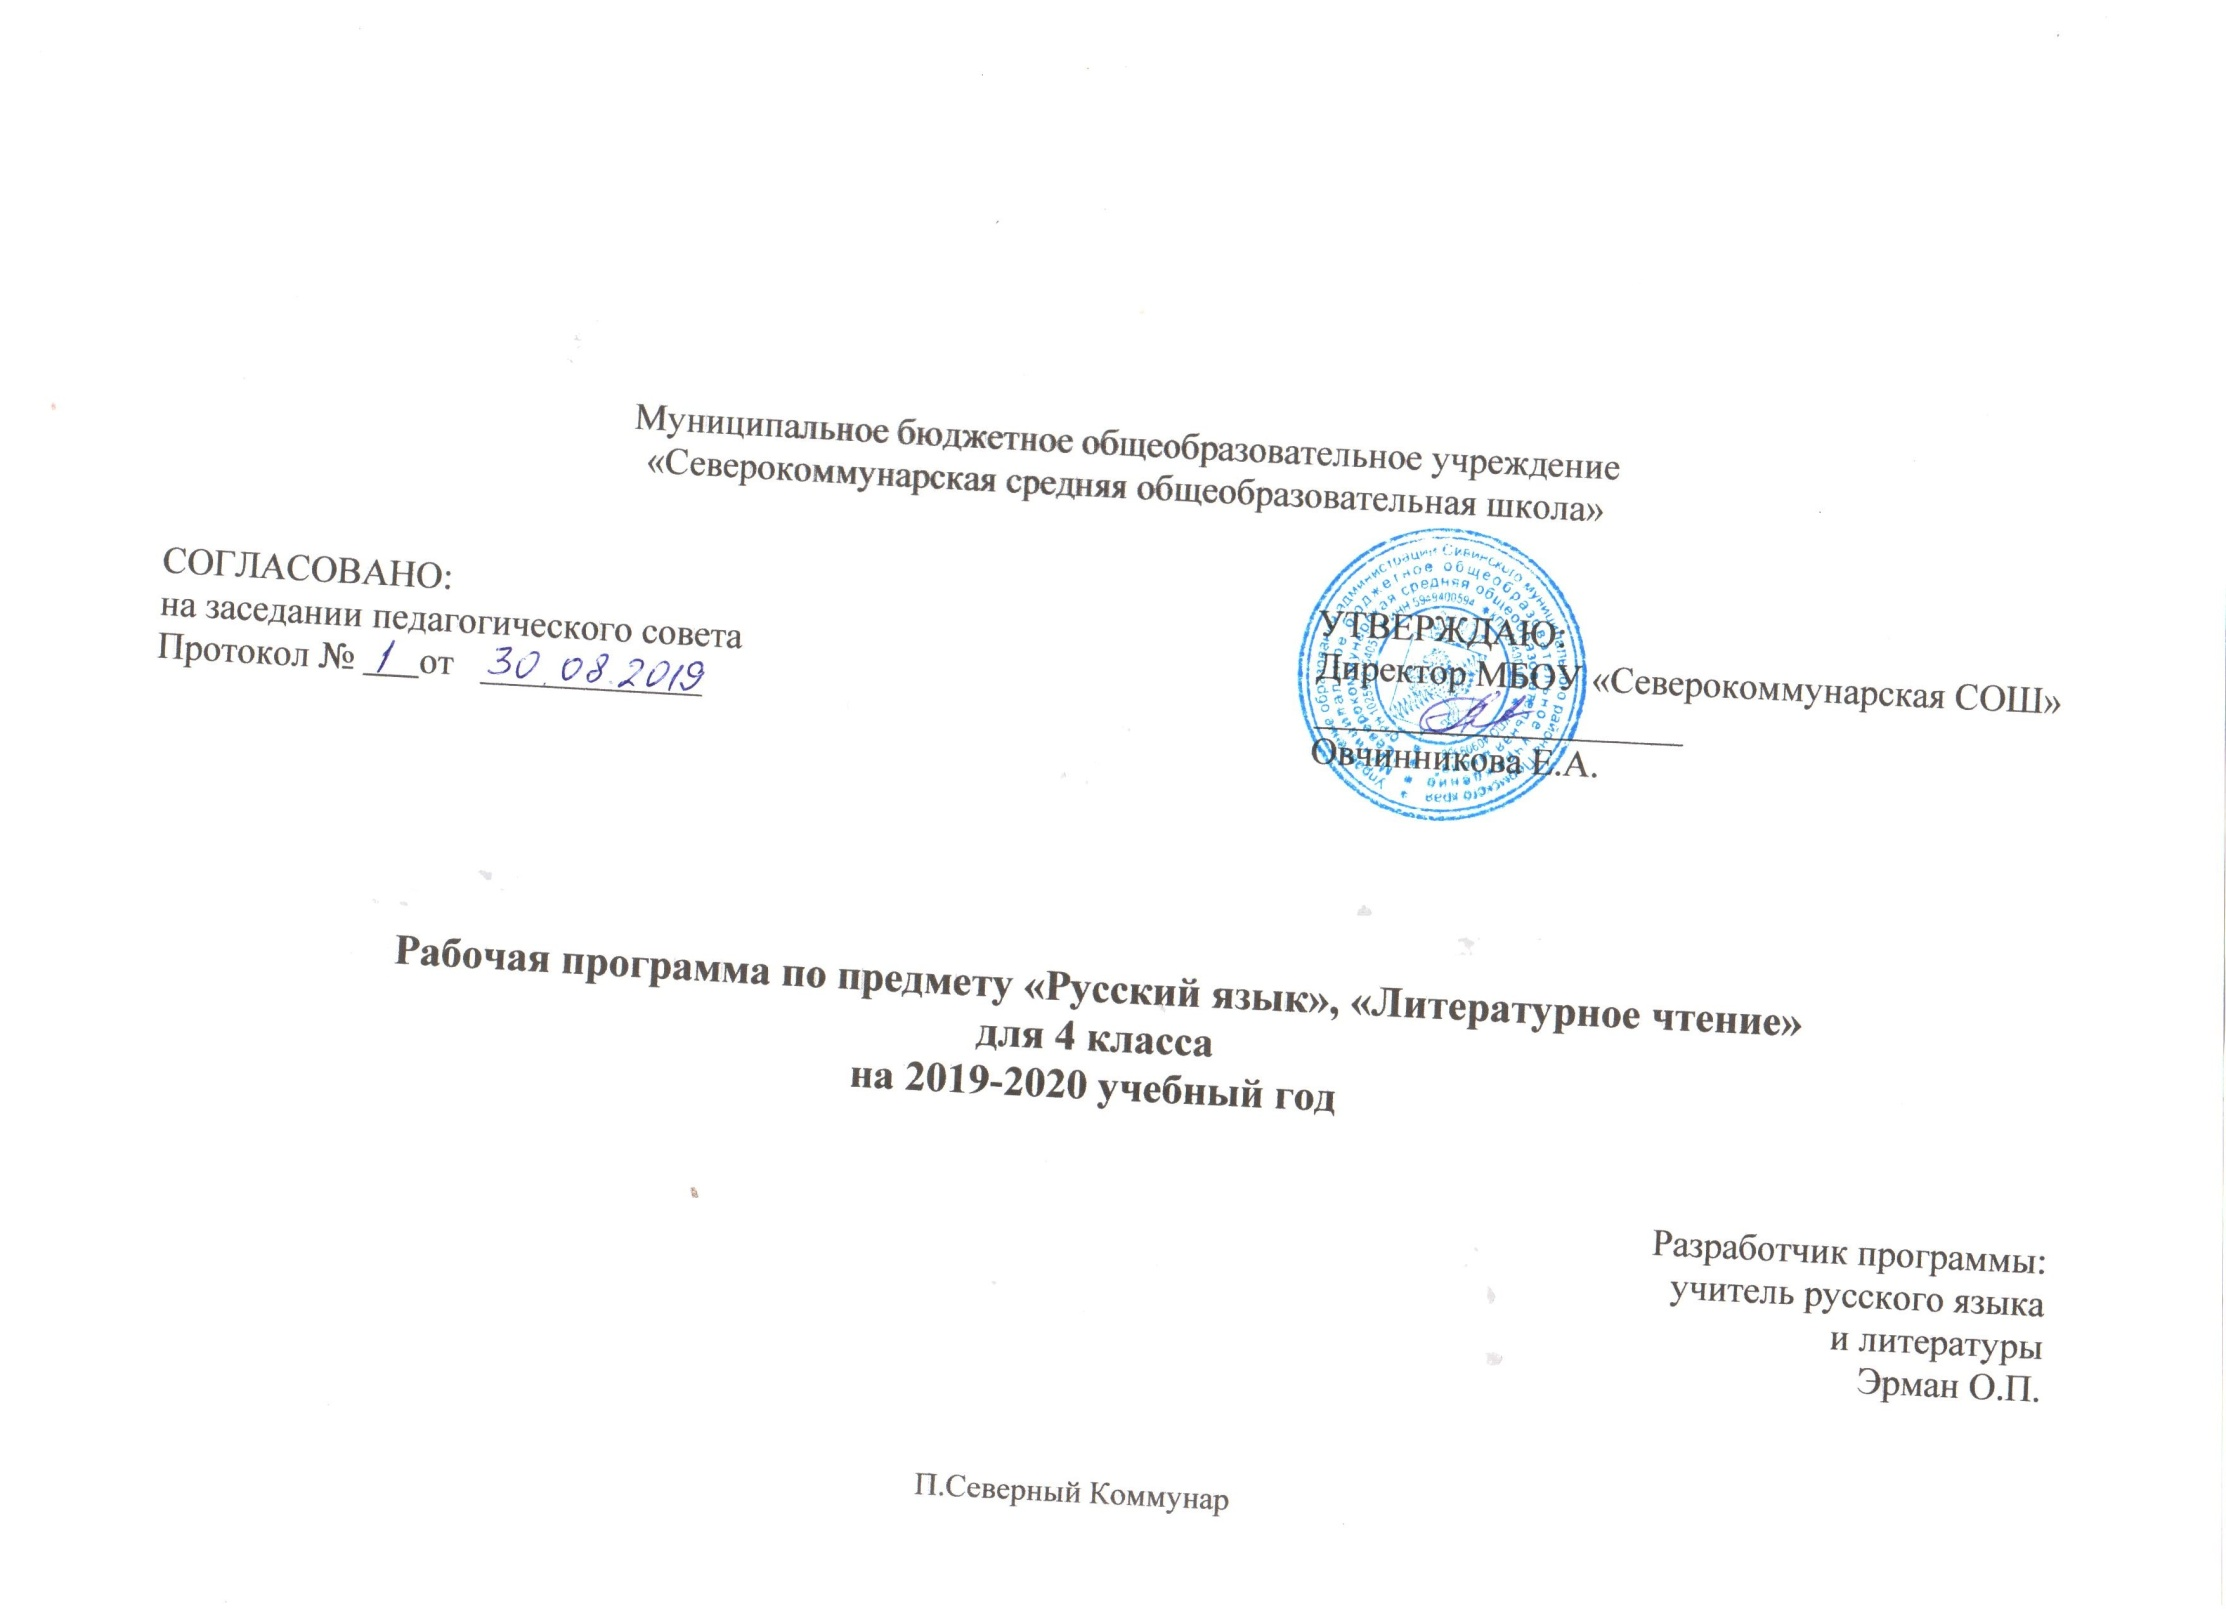 Муниципальное бюджетное общеобразовательное учреждение
«Северокоммунарская средняя общеобразовательная школа»
СОГЛАСОВАНО:
на заседании педагогического совета
Протокол № 1 от 30.08.2019
УТВЕРЖДАЮ:
Директор МБОУ «Северокоммунарская СОШ»
Овчинникова Е.А.
Рабочая программа по предмету «Русский язык», «Литературное чтение»
для 4 класса
на 2019-2020 учебный год
Разработчик программы:
учитель русского языка
и литературы
Эрман О.П.
П.Северный Коммунар